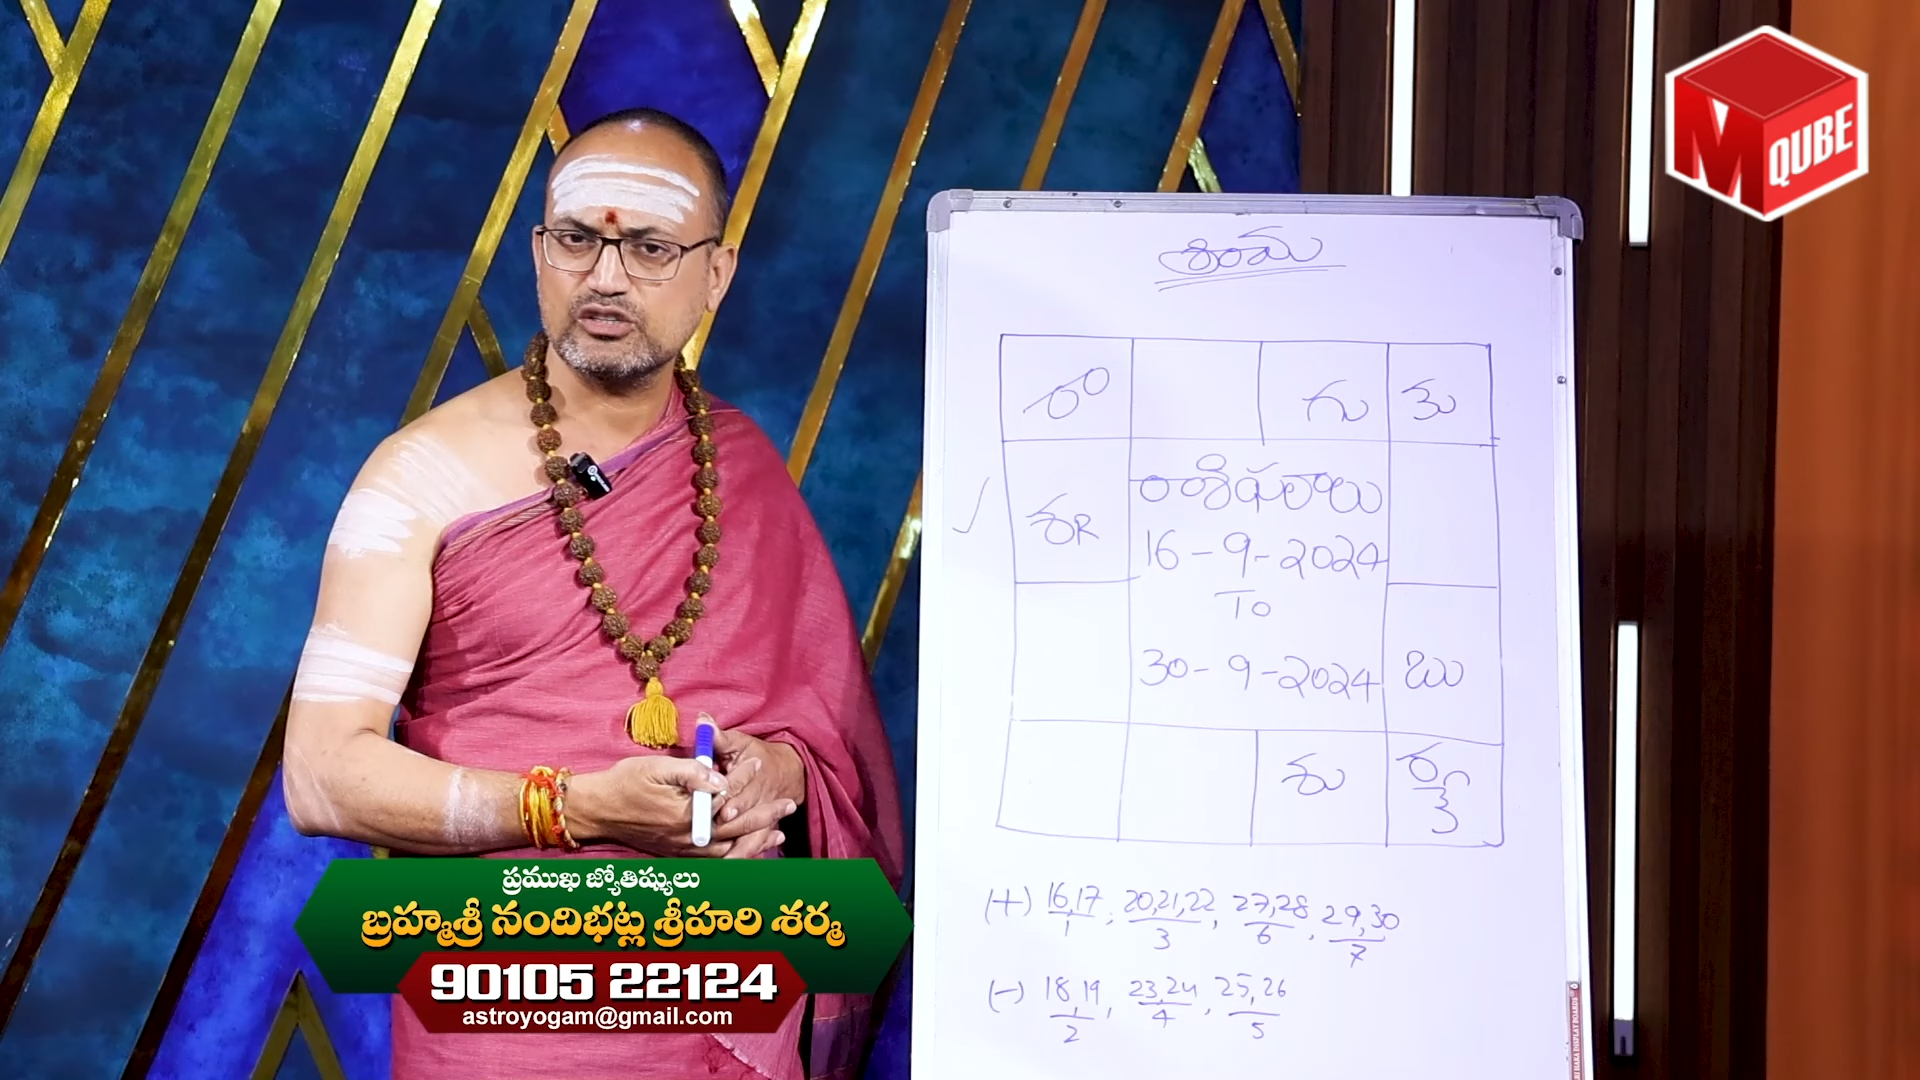 M QUBE
కుంభ
రా గు కు
శR
రాశిఫలాలు
16-9-2024
To
30-9-2024
బు
శు ర
కే
(+) 16,17, 20,21,22, 27,28, 29,30
1 3 6 7
(-) 18,19, 23,24, 25,26
2 4 5
ప్రముఖ జ్యోతిష్యులు
బ్రహ్మశ్రీ నందిభట్ల శ్రీహరి శర్మ
90105 22124
astroyogam@gmail.com